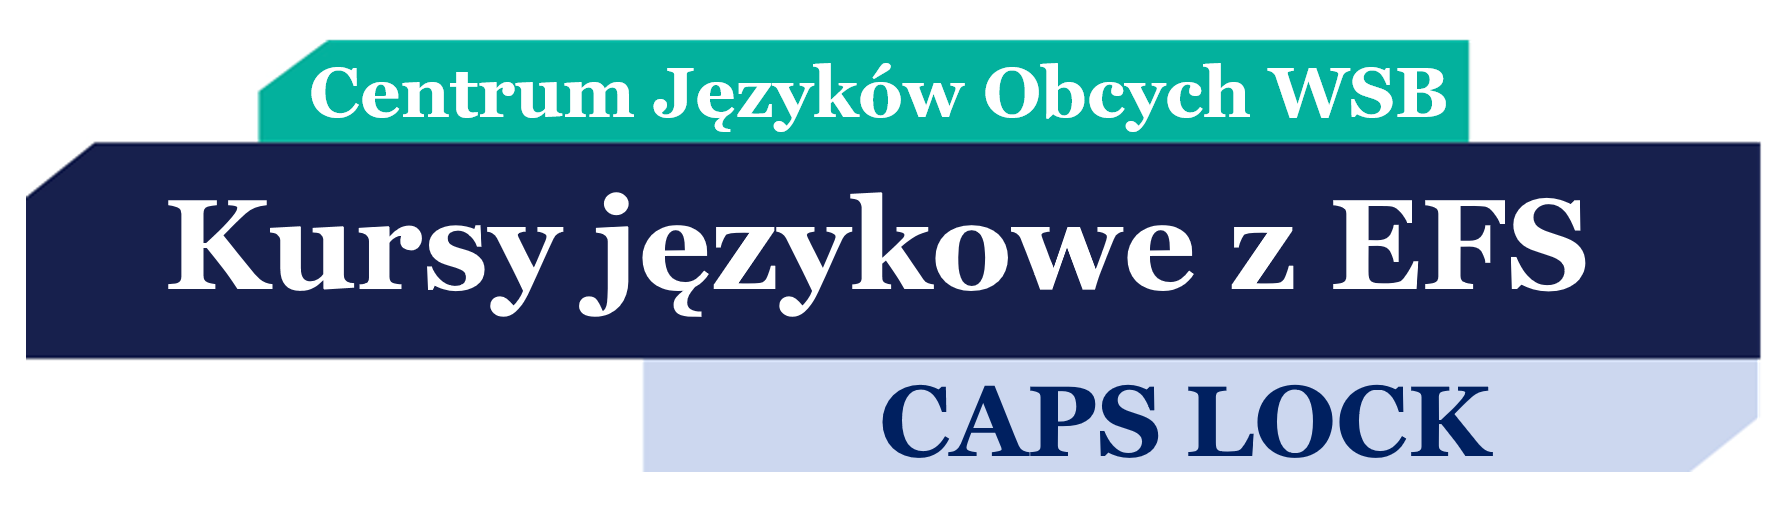 Centrum Języków Obcych WSB
Kursy językowe z EFS
CAPS LOCK